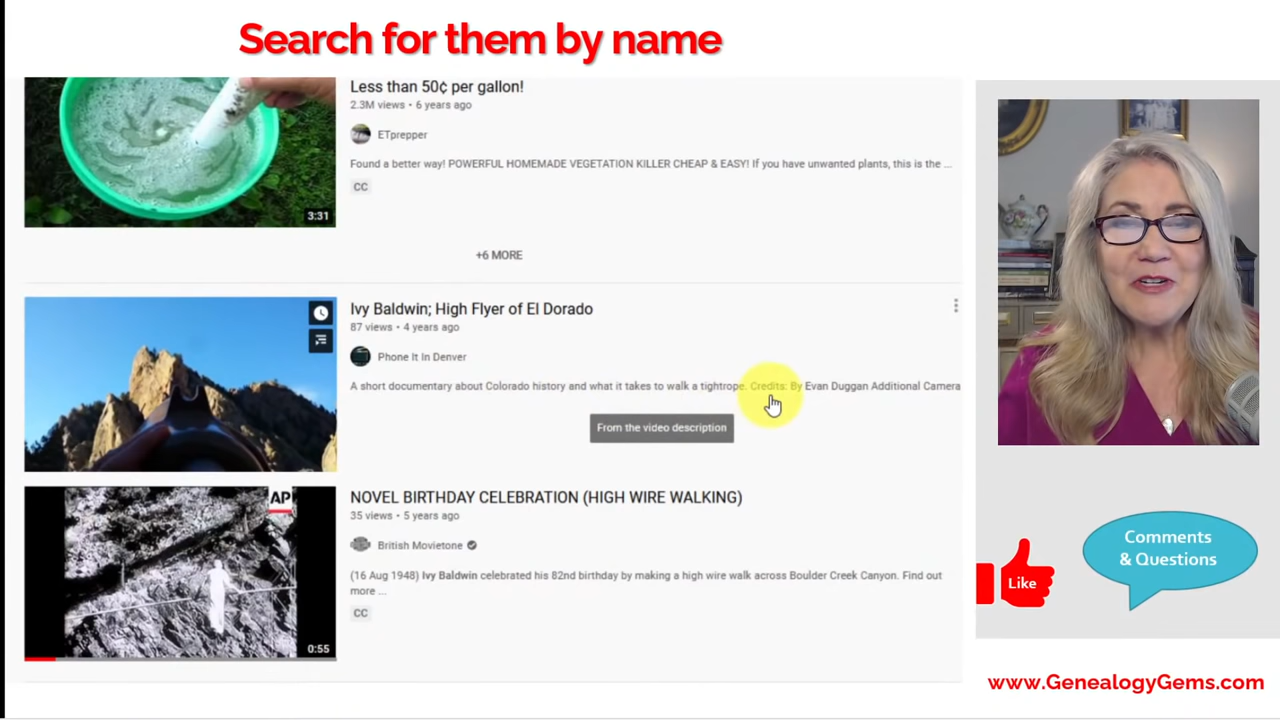 Search for them by name
Less than 50¢ per gallon!
2.3M views • 6 years ago
ETprepper
Found a better way! POWERFUL HOMEMADE VEGETATION KILLER CHEAP & EASY! If you have unwanted plants, this is the ...
CC
3:31
+6 MORE
Ivy Baldwin; High Flyer of El Dorado
87 views • 4 years ago
Phone It In Denver
A short documentary about Colorado history and what it takes to walk a tightrope. Credits: By Evan Duggan Additional Camera
From the video description
AP
NOVEL BIRTHDAY CELEBRATION (HIGH WIRE WALKING)
35 views • 5 years ago
British Movietone
(16 Aug 1948) Ivy Baldwin celebrated his 82nd birthday by making a high wire walk across Boulder Creek Canyon. Find out
more ...
CC
0:55
Comments
& Questions
Like
www.GenealogyGems.com